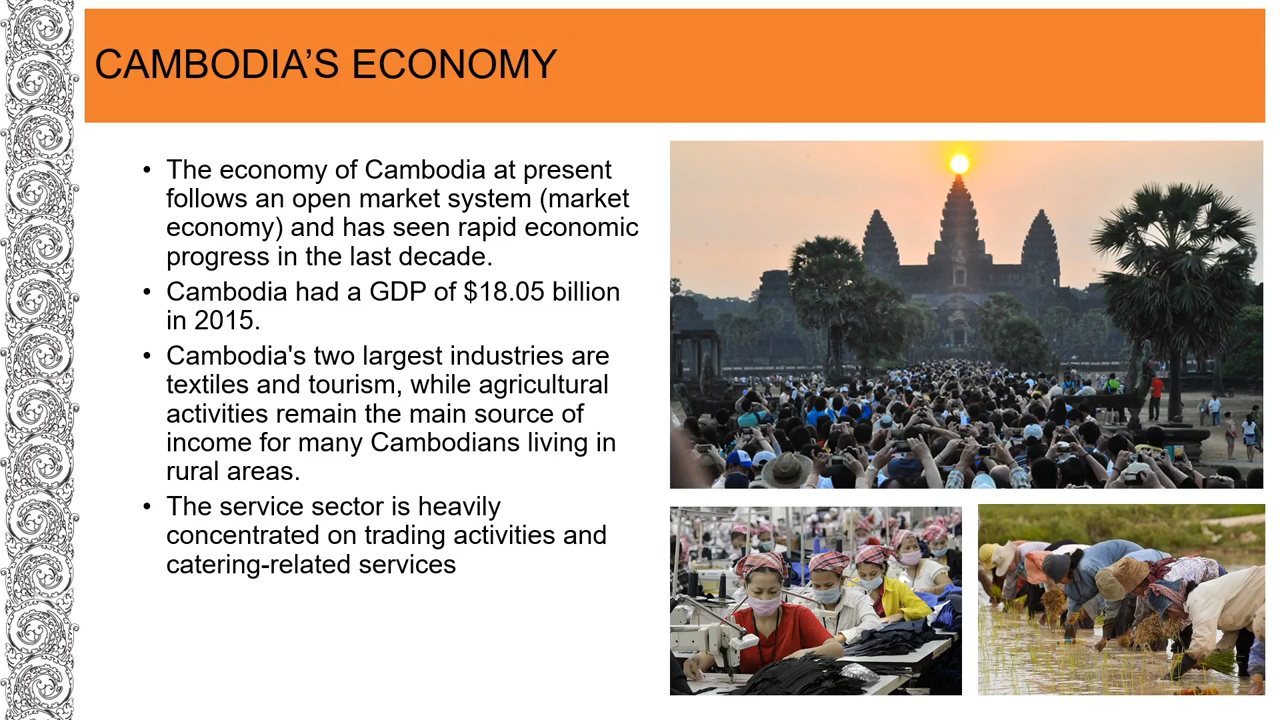 CAMBODIA’S ECONOMY
• The economy of Cambodia at present
follows an open market system (market
economy) and has seen rapid economic
progress in the last decade.
• Cambodia had a GDP of $18.05 billion
in 2015.
• Cambodia's two largest industries are
textiles and tourism, while agricultural
activities remain the main source of
income for many Cambodians living in
rural areas.
• The service sector is heavily
concentrated on trading activities and
catering-related services